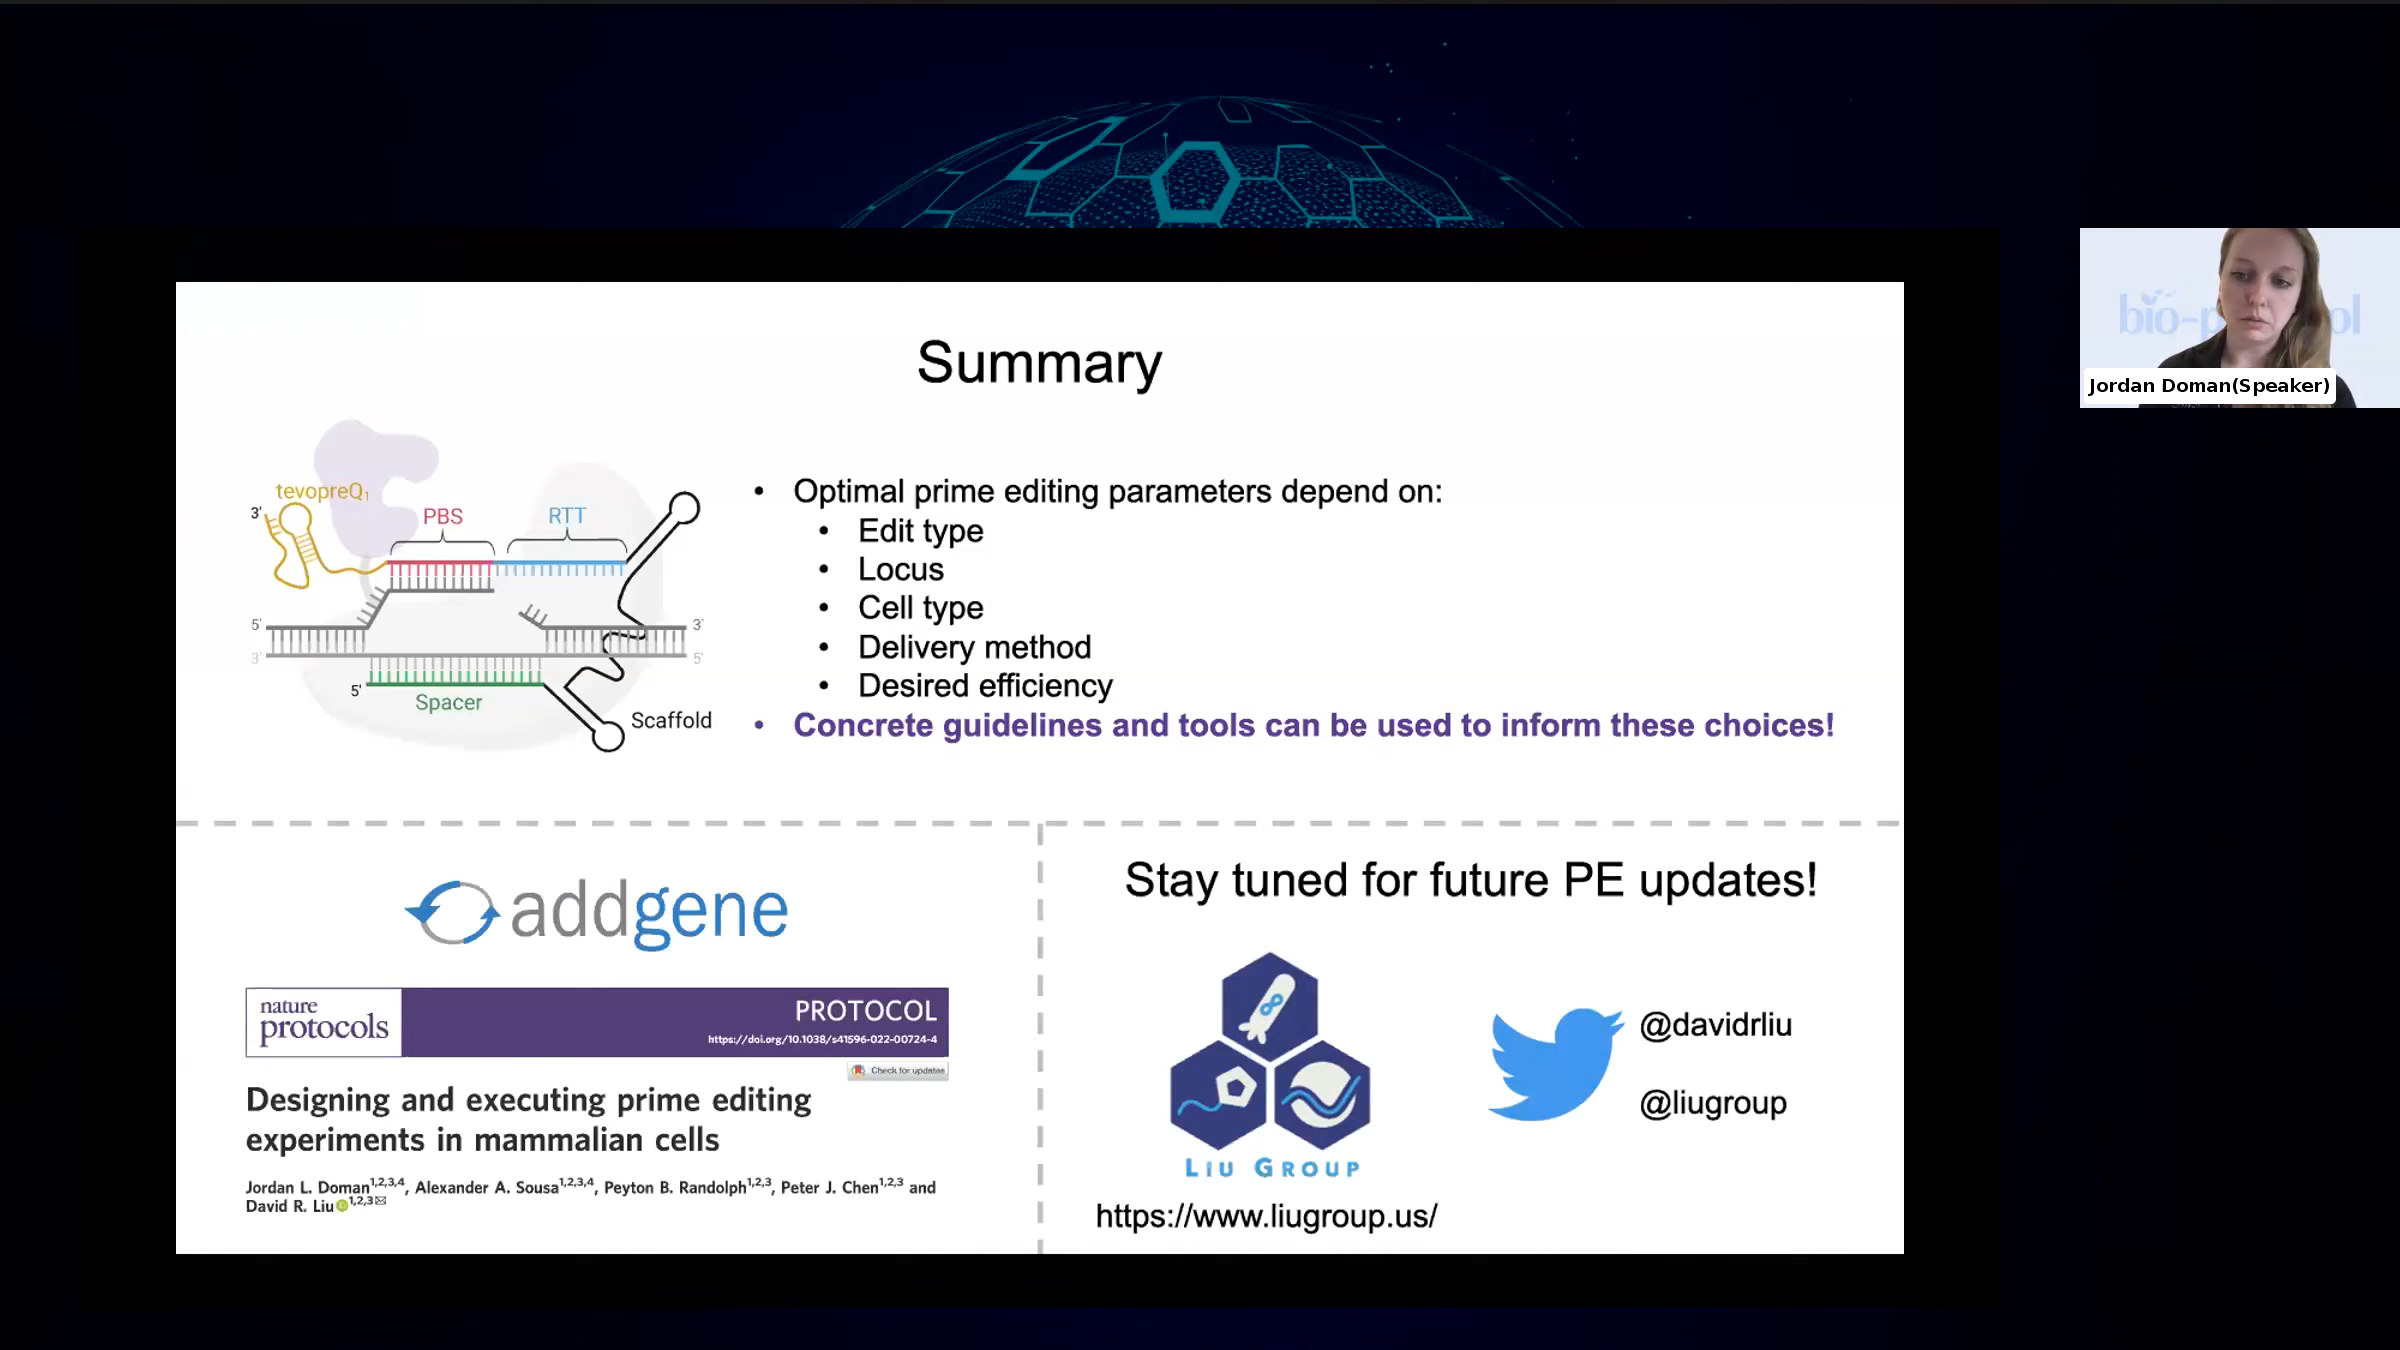 Summary
tevopreQ1
3'
PBS
RTT
5'
3'
3'
5'
5'
Spacer
Scaffold
• Optimal prime editing parameters depend on:
• Edit type
• Locus
• Cell type
• Delivery method
• Desired efficiency
• Concrete guidelines and tools can be used to inform these choices!
addgene
nature
protocols
PROTOCOL
https://doi.org/10.1038/s41596-022-00724-4
Check for updates
Designing and executing prime editing
experiments in mammalian cells
Jordan L. Doman1,2,3,4, Alexander A. Sousa1,2,3,4, Peyton B. Randolph1,2,3, Peter J. Chen1,2,3 and
David R. Liu1,2,3
Stay tuned for future PE updates!
LIU GROUP
https://www.liugroup.us/
@davidrliu
@liugroup
Jordan Doman(Speaker)